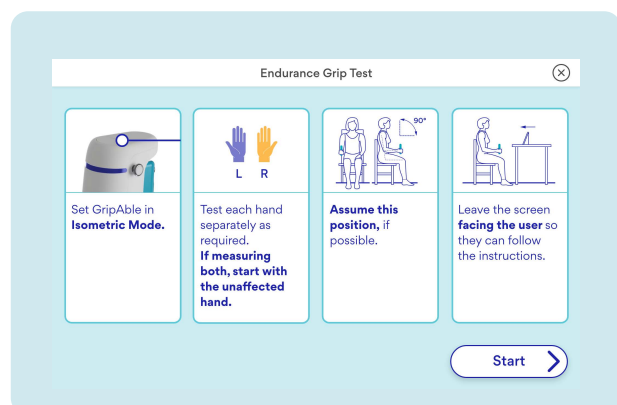 Endurance Grip Test
L R
90°
Set GripAble in
Isometric Mode.
Test each hand
separately as
required.
If measuring
both, start with
the unaffected
hand.
Assume this
position, if
possible.
Leave the screen
facing the user so
they can follow
the instructions.
Start